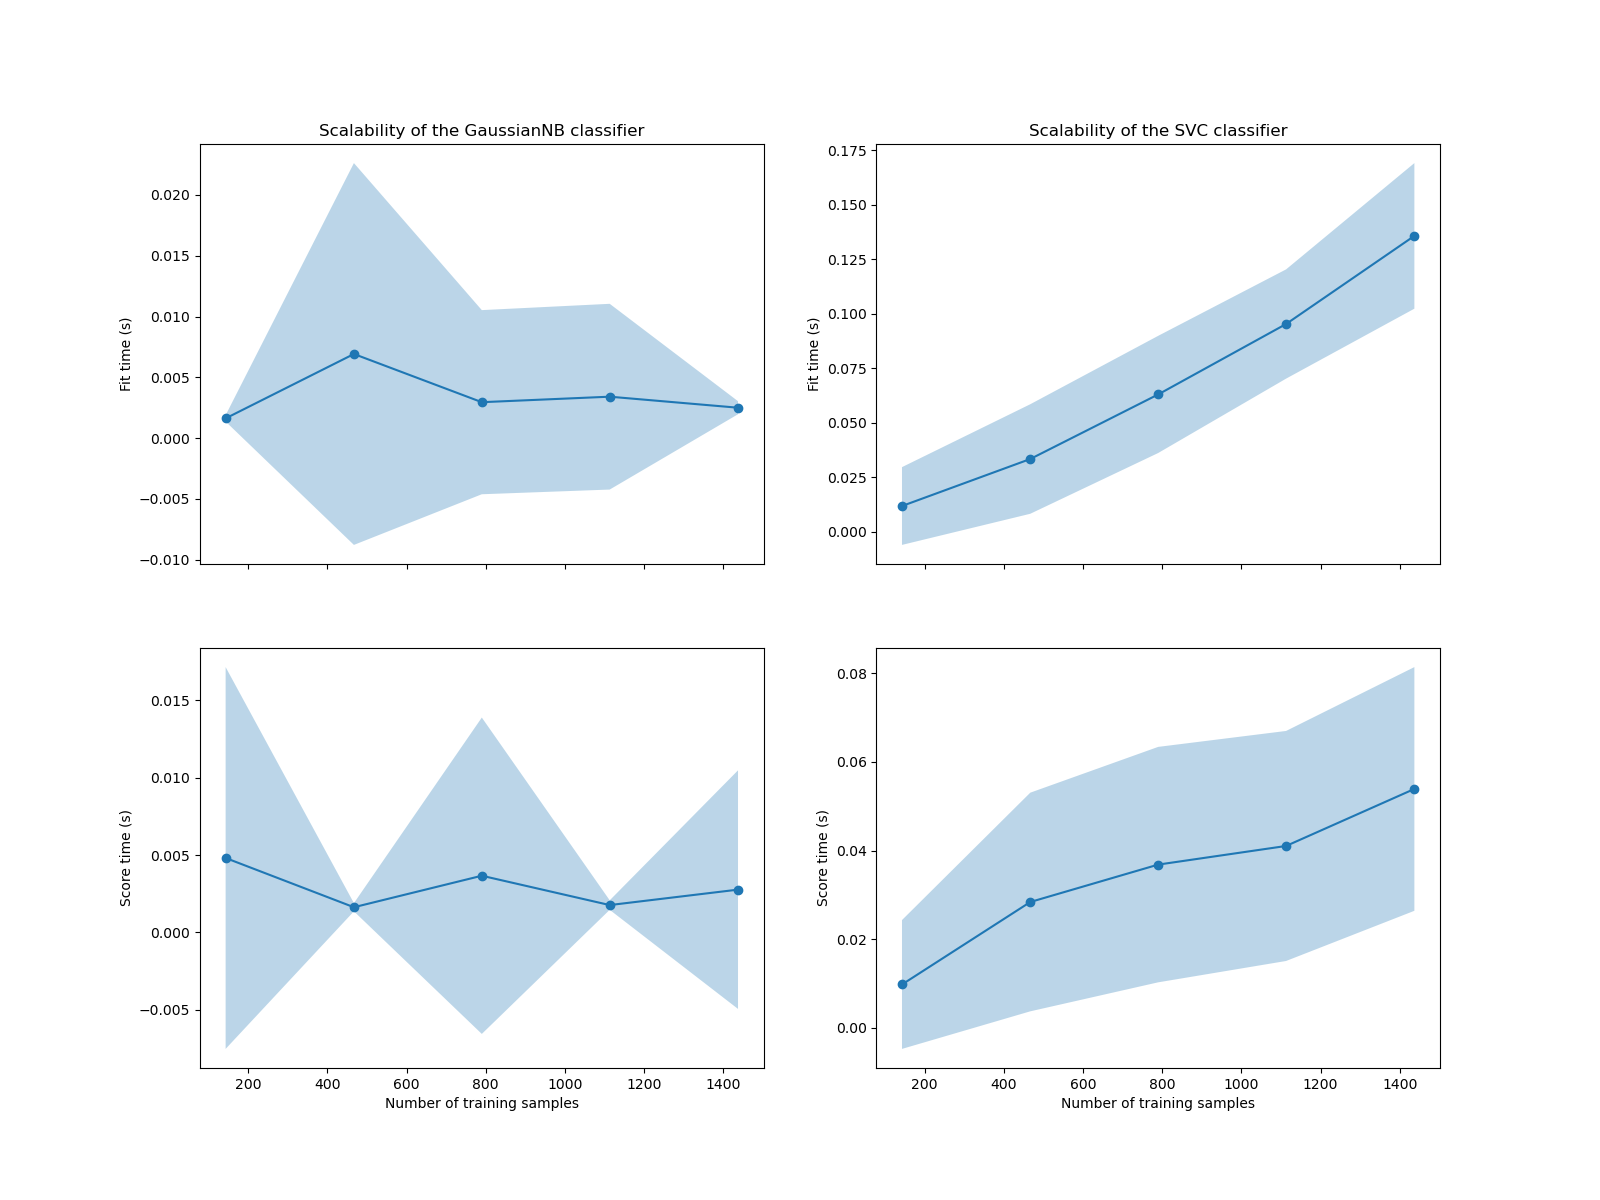 Scalability of the GaussianNB classifier
Fit time (s)
0.020
0.015
0.010
0.005
0.000
−0.005
−0.010
Scalability of the SVC classifier
Fit time (s)
0.175
0.150
0.125
0.100
0.075
0.050
0.025
0.000
Score time (s)
0.015
0.010
0.005
0.000
−0.005
200 400 600 800 1000 1200 1400
Number of training samples
Score time (s)
0.08
0.06
0.04
0.02
0.00
200 400 600 800 1000 1200 1400
Number of training samples